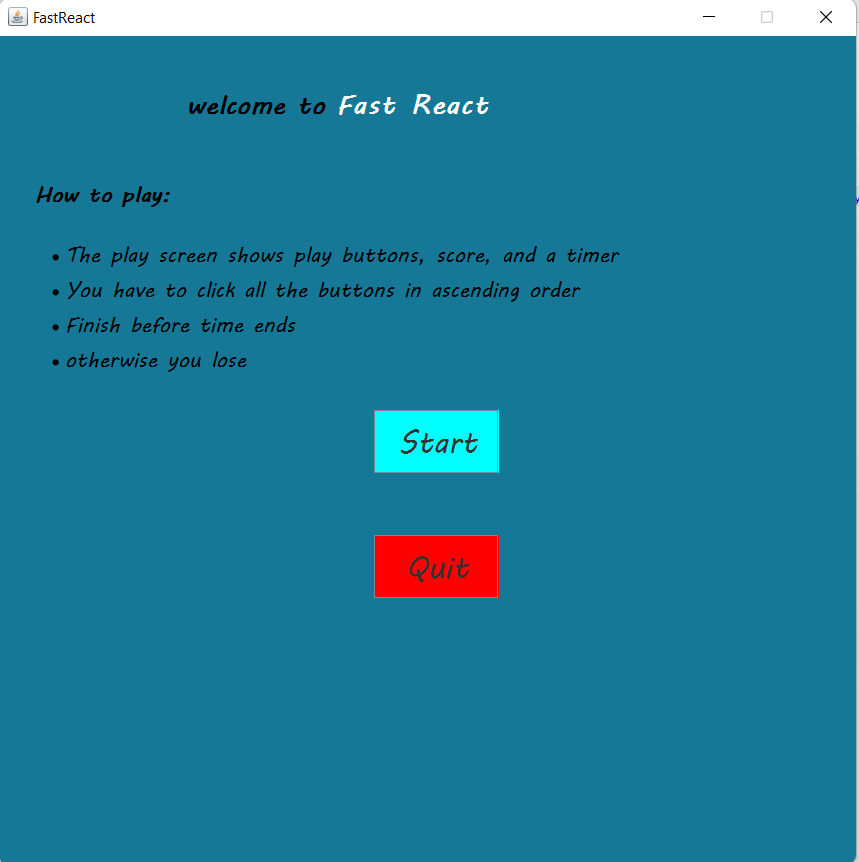 FastReact
welcome to Fast React
How to play:
• The play screen shows play buttons, score, and a timer
• You have to click all the buttons in ascending order
• Finish before time ends
• otherwise you lose
Start
Quit